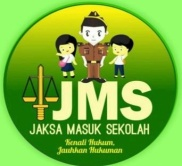 JMS
JAKSA MASUK SEKOLAH
Kenali Hukum,
Jauhkan Hukuman